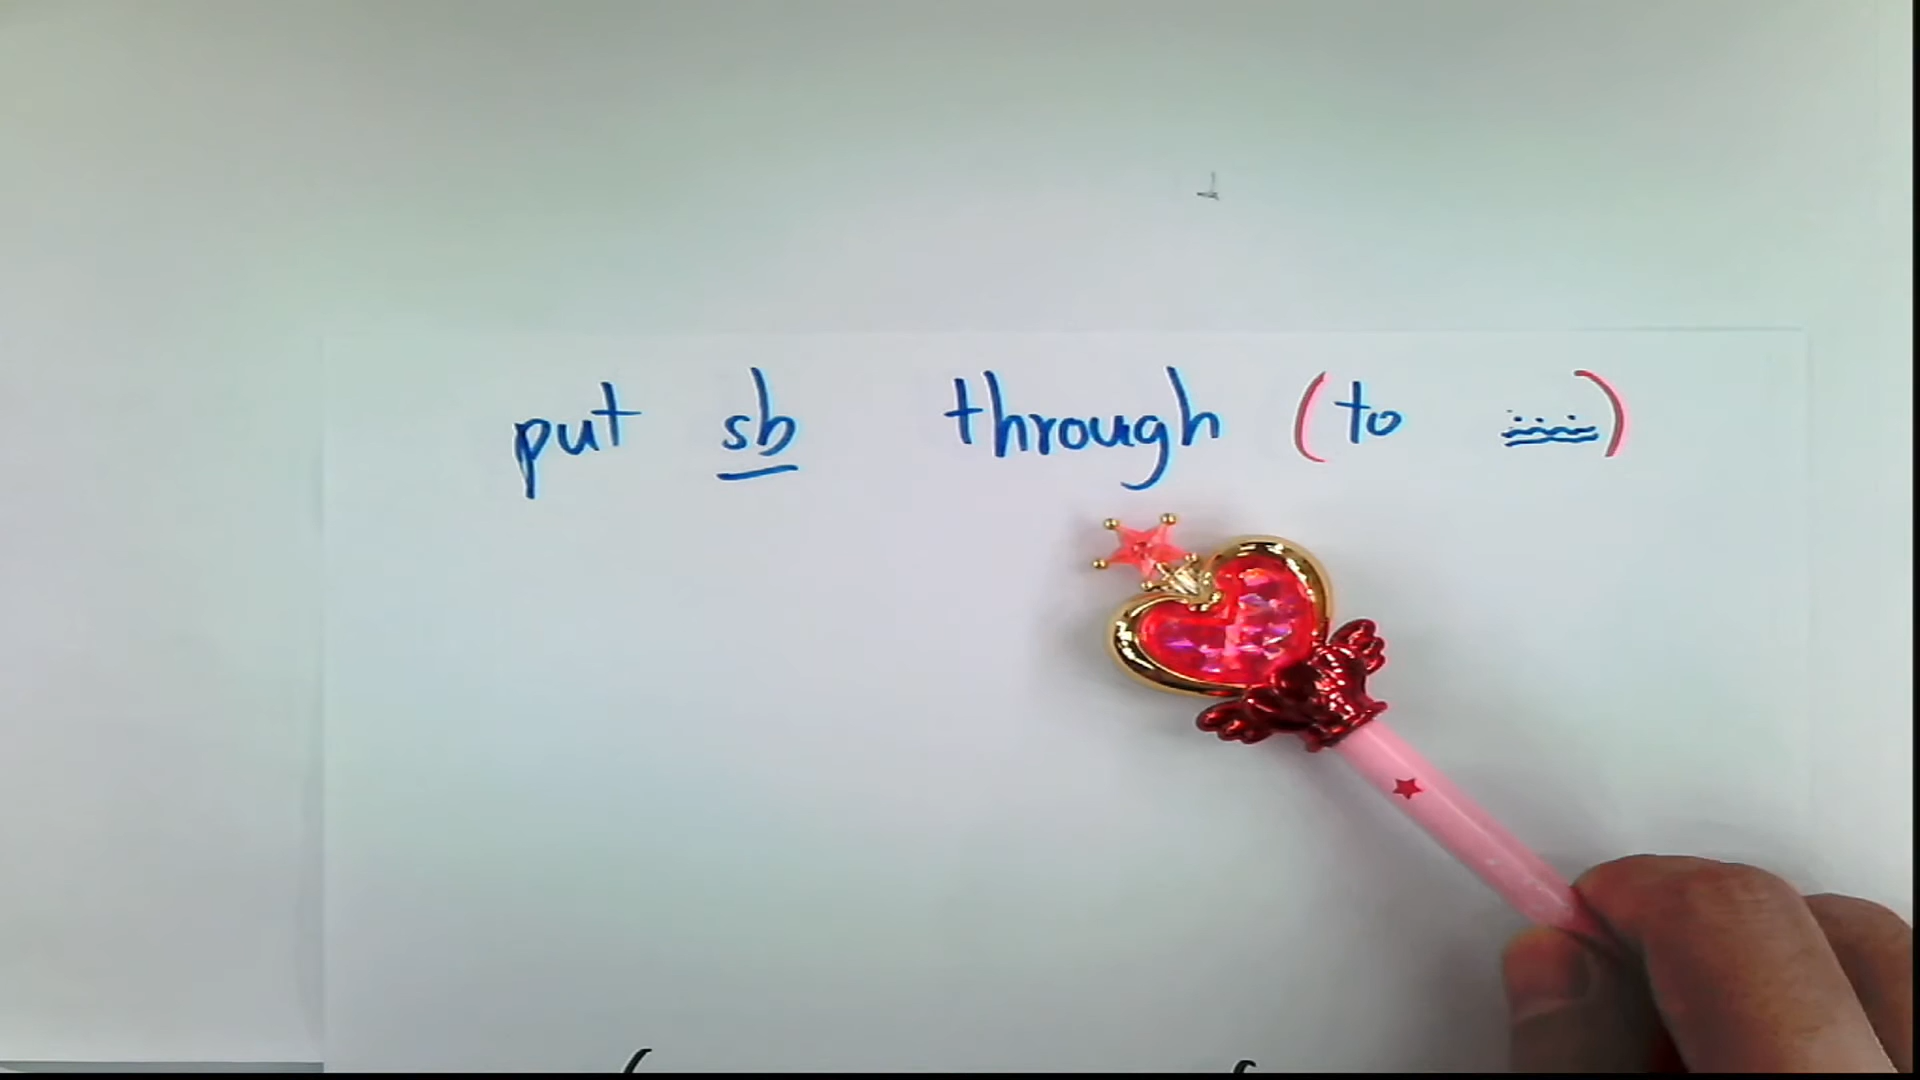 put sb through (to ......)